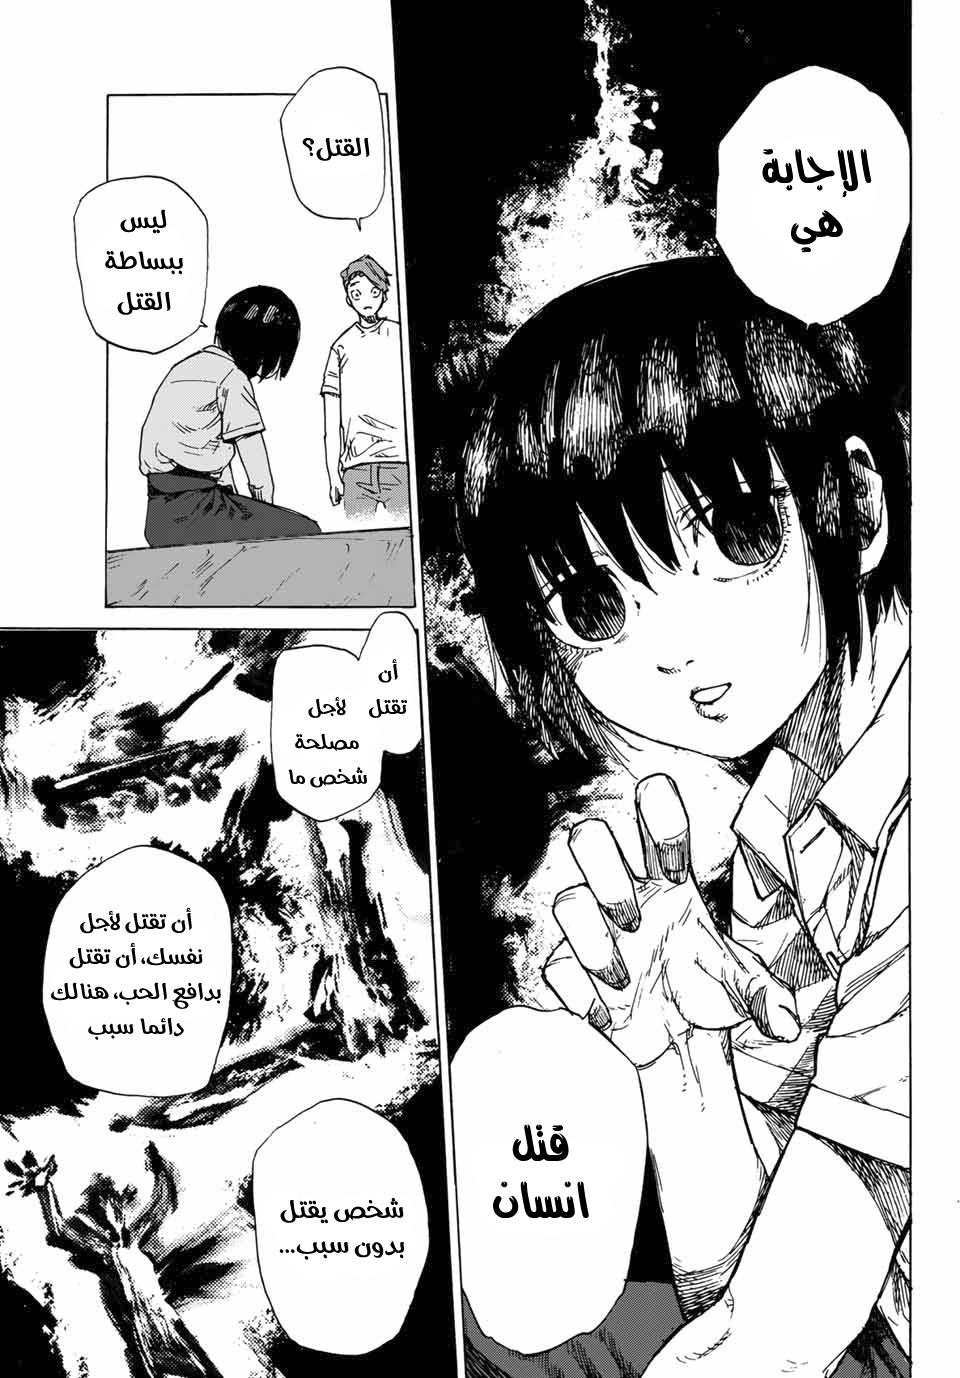 الإجابة
هي
قتل
انسان
القتل؟
ليس
ببساطة
القتل
أن
تقتل
لأجل
مصلحة
شخص ما
أن تقتل لأجل
نفسك، أن تقتل
بدافع الحب، هنالك
دائما سبب
شخص يقتل
بدون سبب...